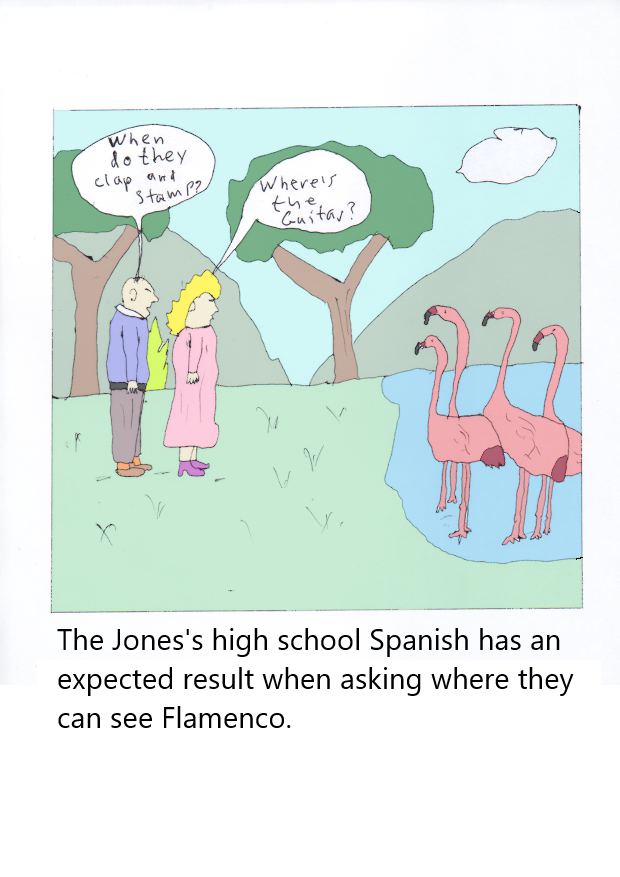 When
do they
clap and
stamp?
Where's
the
Guitar?
The Jones's high school Spanish has an
expected result when asking where they
can see Flamenco.